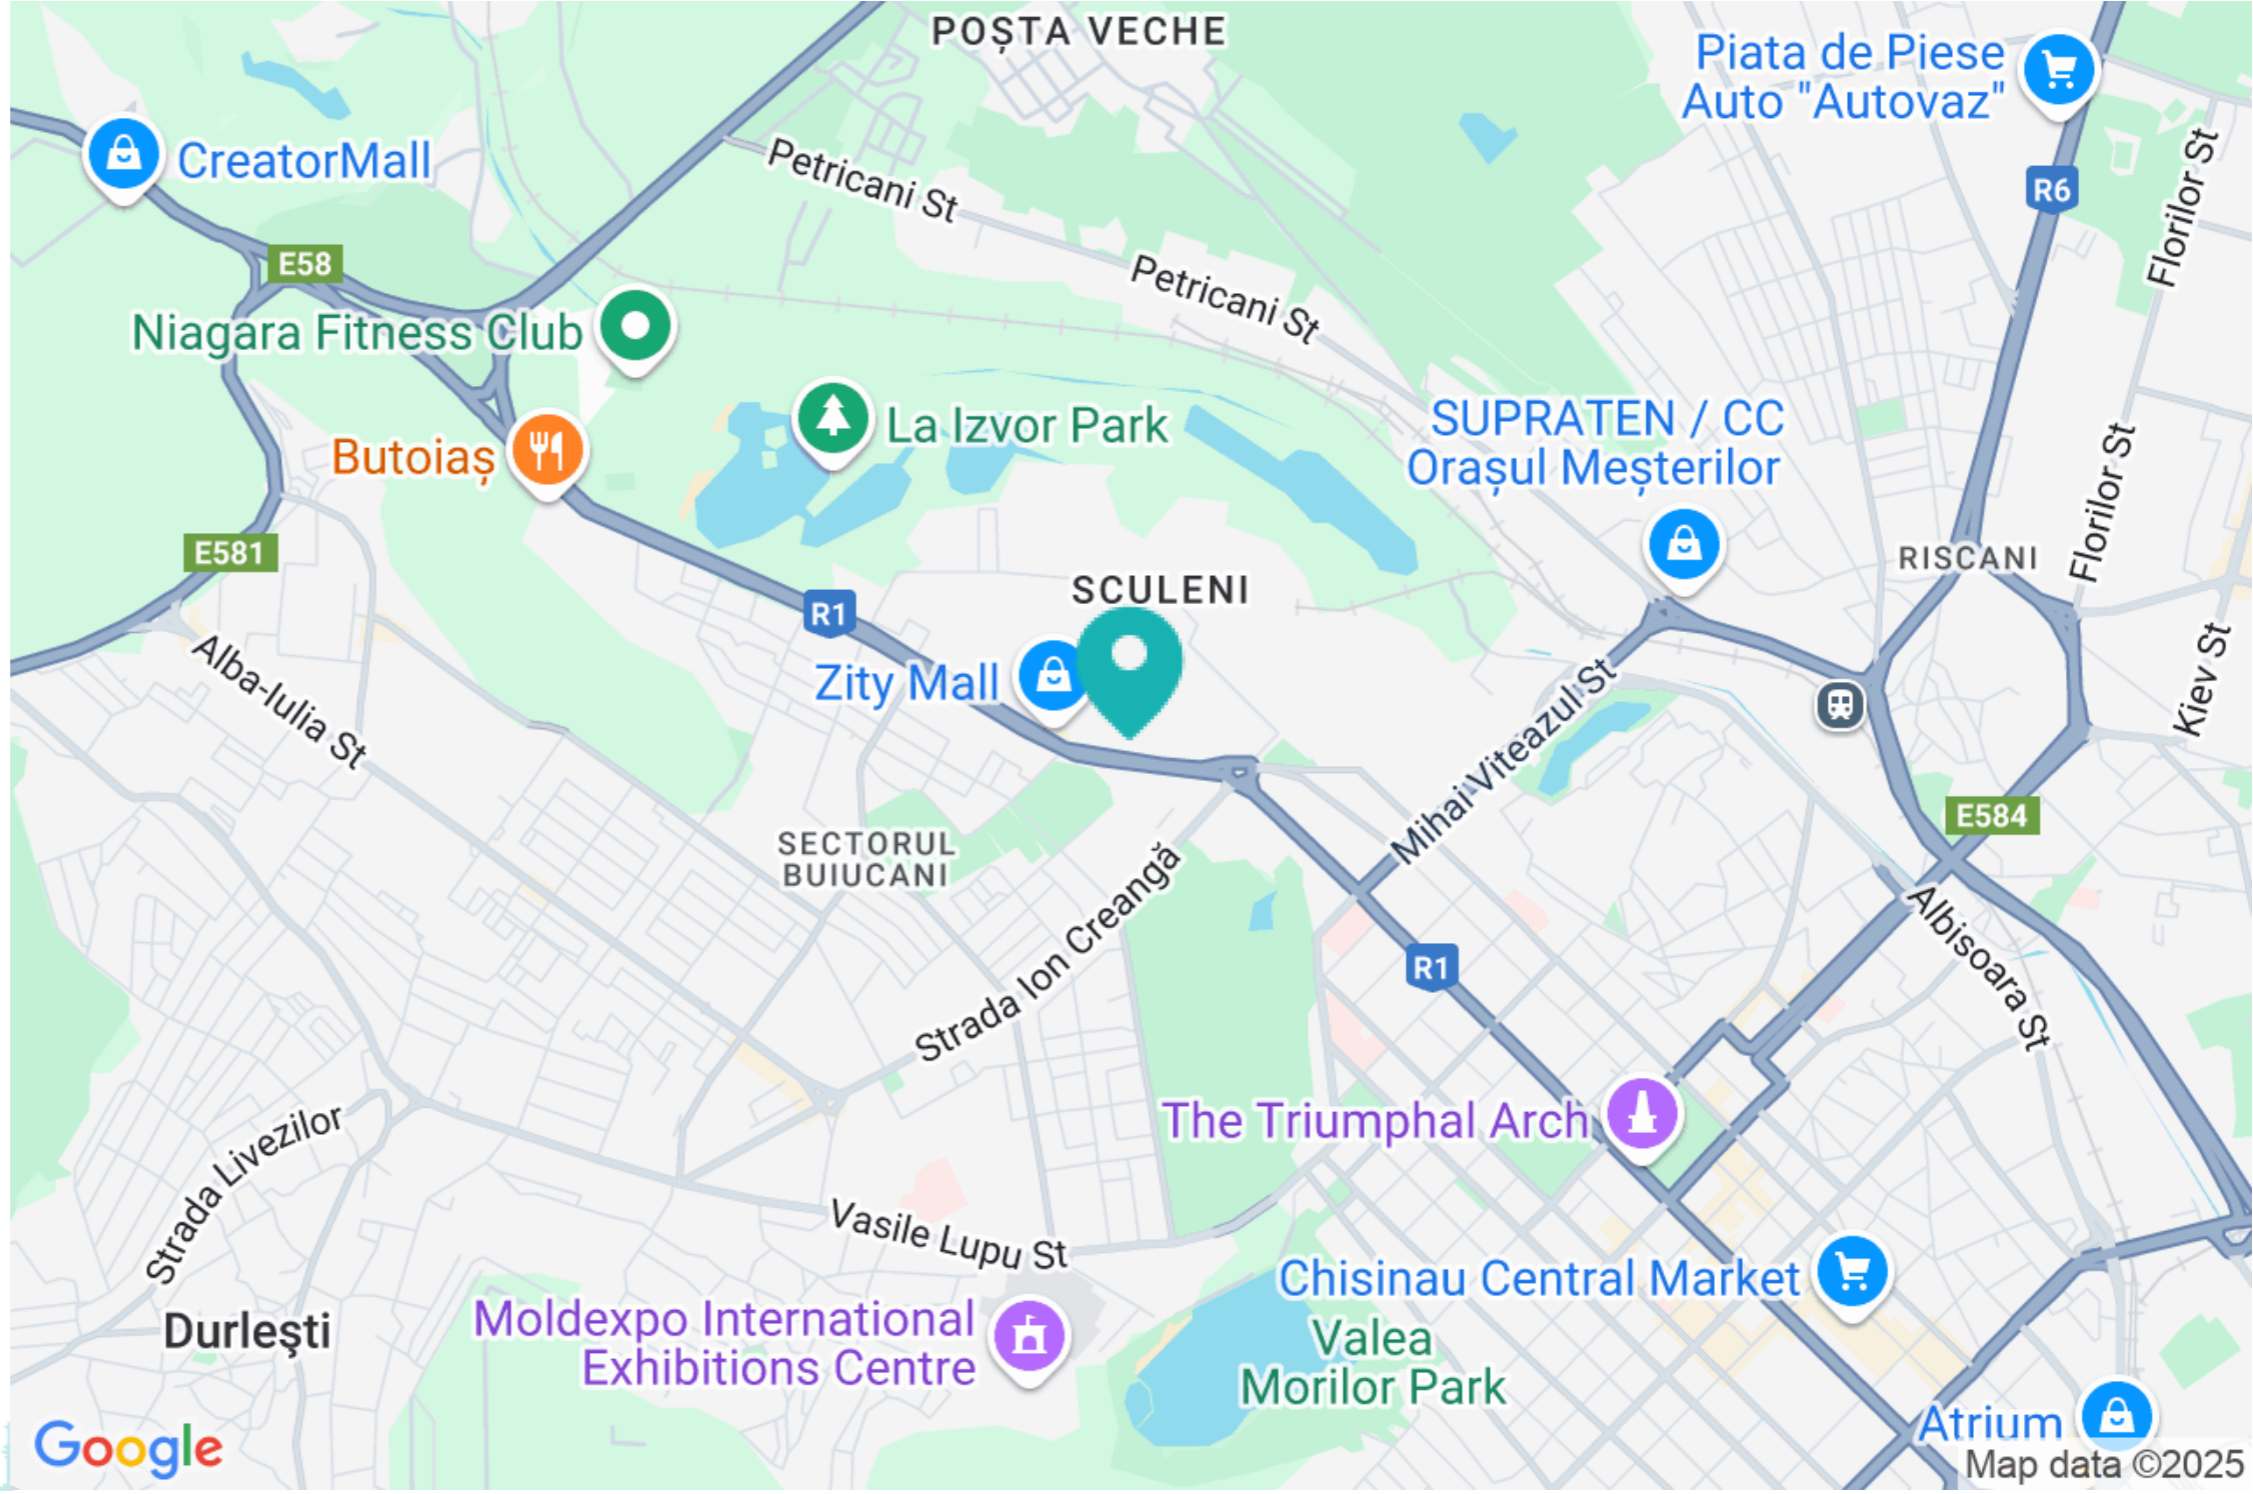 POȘTA VECHE
Piata de Piese
Auto "Autovaz"
CreatorMall
Petricani St
R6
Florilor St
E58
Petricani St
Niagara Fitness Club
La Izvor Park
Butoiaș
SUPRATEN / CC
Orașul Meșterilor
Florilor St
E581
RISCANI
SCULENI
R1
Alba-Iulia St
Zity Mall
Mihai Viteazul St
Kiev St
E584
SECTORUL
BUIUCANI
Strada Ion Creangă
Albisoara St
R1
The Triumphal Arch
Strada Livezilor
Vasile Lupu St
Chisinau Central Market
Durleşti
Moldexpo International
Exhibitions Centre
Valea
Morilor Park
Atrium
Google
Map data ©2025